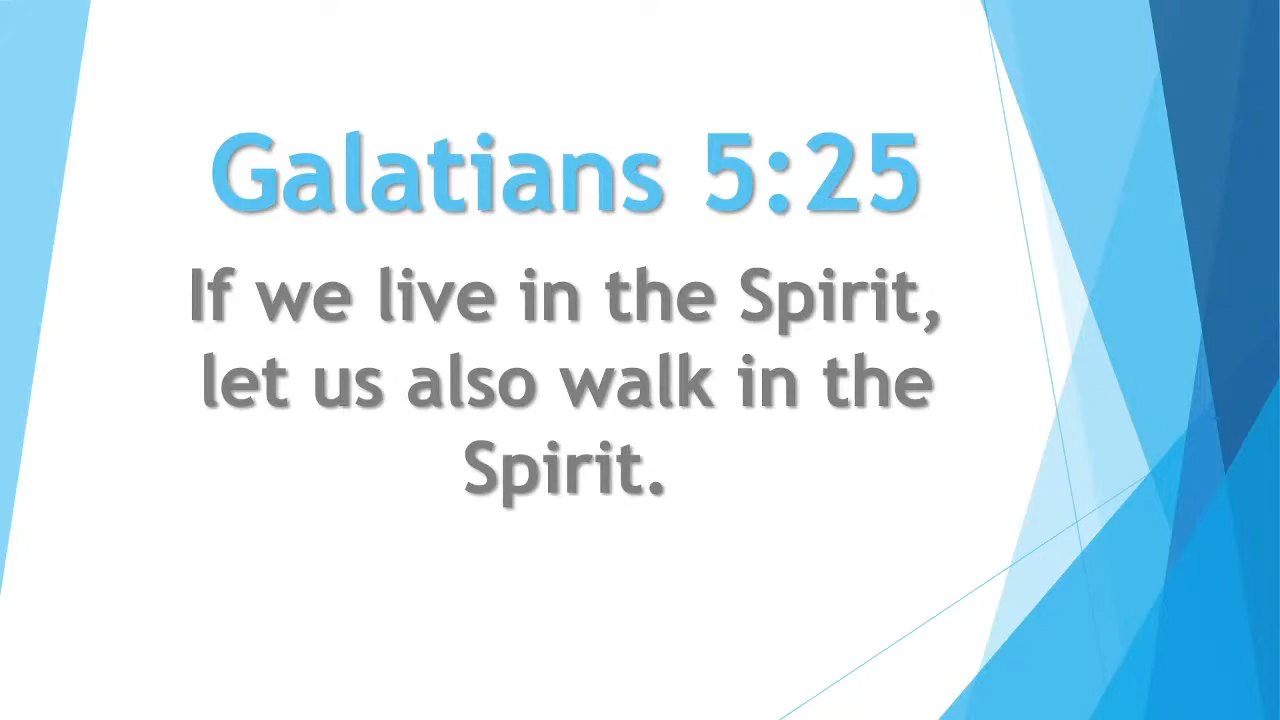 Galatians 5:25
If we live in the Spirit,
let us also walk in the
Spirit.